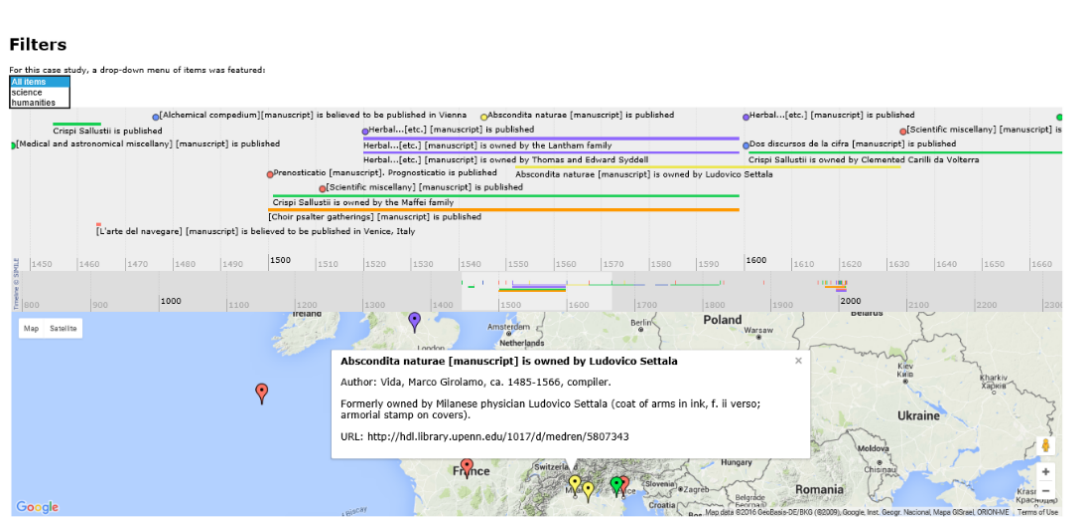 Filters
For this case study, a drop-down menu of items was featured:
All items
science
humanities
[Alchemical compedium][manuscript] is believed to be published in Vienna
Abscondita naturae [manuscript] is published
Herbal...[etc.] [manuscript] is published
Crispi Sallustii is published
Herbal...[etc.] [manuscript] is published
[Scientific miscellany] [manuscript] is
[Medical and astronomical miscellany] [manuscript] is published
Herbal...[etc.] [manuscript] is owned by the Lantham family
Dos discursos de la cifra [manuscript] is published
Herbal...[etc.] [manuscript] is owned by Thomas and Edward Syddell
Crispi Sallustii is owned by Clemented Carilli da Volterra
Prenosticatio [manuscript]. Prognosticatio is published
Abscondita naturae [manuscript] is owned by Ludovico Settala
[Scientific miscellany] [manuscript] is published
Crispi Sallustii is owned by the Maffei family
[Choir psalter gatherings] [manuscript] is published
[L'arte del navegare] [manuscript] is believed to be published in Venice, Italy
Timeline © SIMILE
1450 1460 1470 1480 1490 1500 1510 1520 1530 1540 1550 1560 1570 1580 1590 1600 1610 1620 1630 1640 1650 1660
800 900 1000 1100 1200 1300 1400 1500 1600 1700 1800 1900 2000 2100 2200 2300
Map Satellite
Ireland
Amsterdam
Netherlands
Berlin
Poland
Warsaw
Belarus
London
Abscondita naturae [manuscript] is owned by Ludovico Settala ×
Author: Vida, Marco Girolamo, ca. 1485-1566, compiler.
Formerly owned by Milanese physician Ludovico Settala (coat of arms in ink, f. ii verso;
armorial stamp on covers).
URL: http://hdl.library.upenn.edu/1017/d/medren/5807343
Kharkiv
Ukraine
Moldova
Chisinau
France
Switzerland
Hungary
Slovenia
Zagreb
Croatia
Belgrade
Romania
+
−
Google
Map data ©2016 GeoBasis-DE/BKG (©2009), Google, Inst. Geogr. Nacional, Mapa GISrael, ORION-ME
Terms of Use